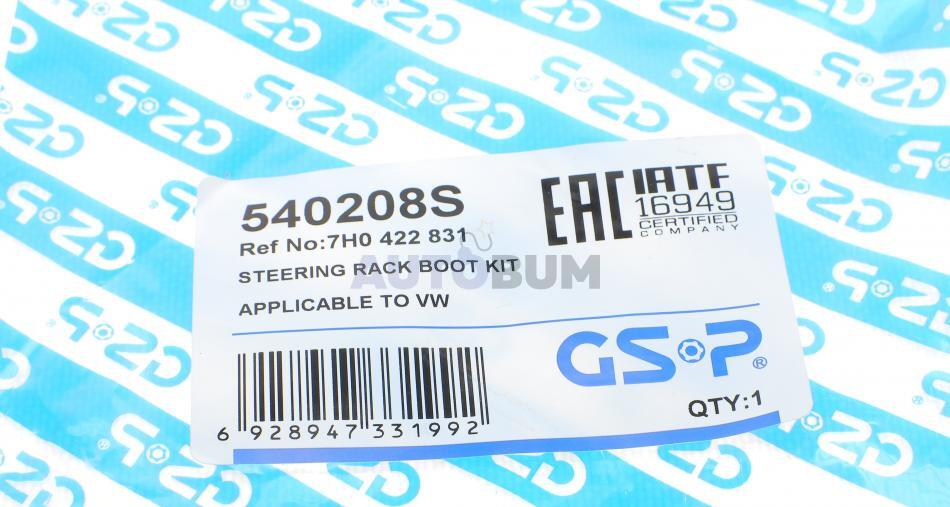 540208S
Ref No:7H0 422 831
STEERING RACK BOOT KIT
APPLICABLE TO VW
EAC
IATF
16949
CERTIFIED
COMPANY
AUTOBUM
GS-P®
QTY:1
6 928947 331992